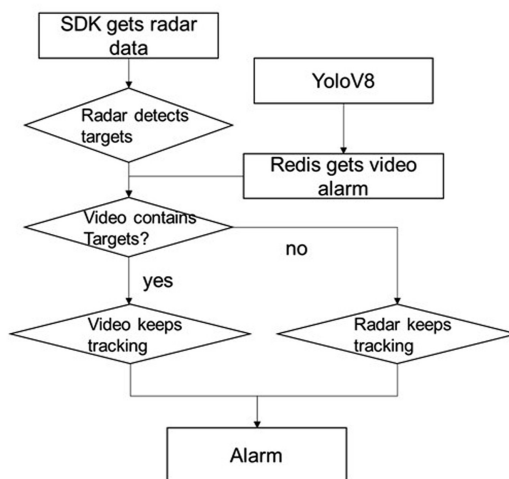 SDK gets radar
data
YoloV8
Radar detects
targets
Redis gets video
alarm
Video contains
Targets?
no
yes
Video keeps
tracking
Radar keeps
tracking
Alarm